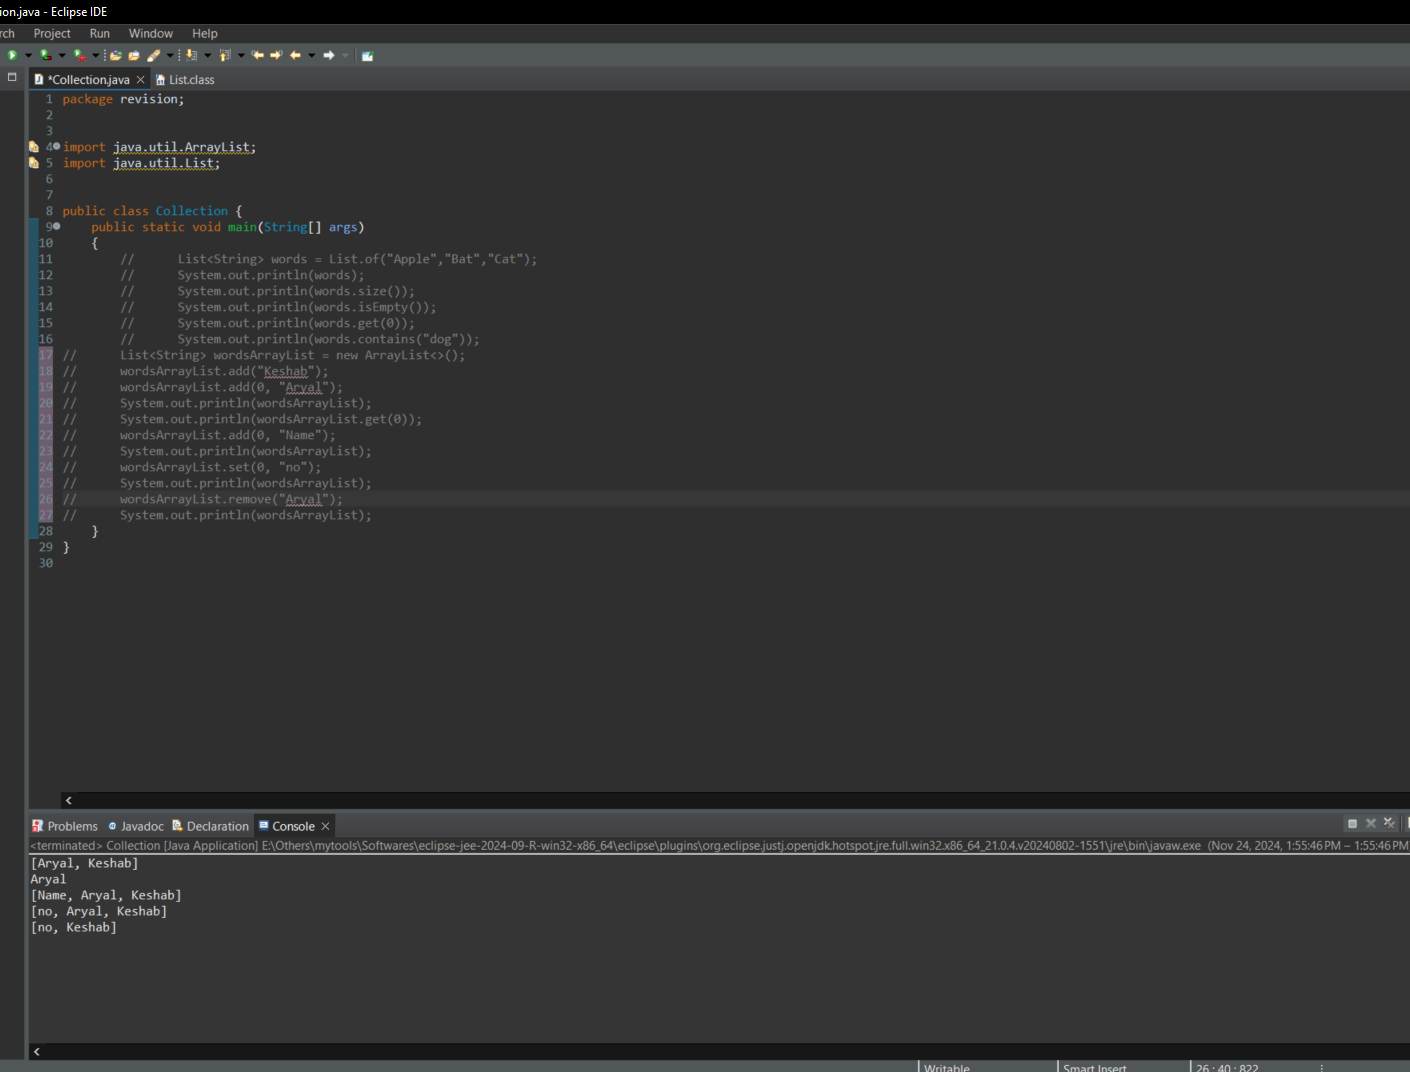 ion.java - Eclipse IDE
rch Project Run Window Help
*Collection.java List.class
1 package revision;
2
3
4 import java.util.ArrayList;
5 import java.util.List;
6
7
8 public class Collection {
9 public static void main(String[] args)
10 {
11 // List<String> words = List.of("Apple","Bat","Cat");
12 // System.out.println(words);
13 // System.out.println(words.size());
14 // System.out.println(words.isEmpty());
15 // System.out.println(words.get(0));
16 // System.out.println(words.contains("dog"));
17 // List<String> wordsArrayList = new ArrayList<>();
18 // wordsArrayList.add("Keshab");
19 // wordsArrayList.add(0, "Aryal");
20 // System.out.println(wordsArrayList);
21 // System.out.println(wordsArrayList.get(0));
22 // wordsArrayList.add(0, "Name");
23 // System.out.println(wordsArrayList);
24 // wordsArrayList.set(0, "no");
25 // System.out.println(wordsArrayList);
26 // wordsArrayList.remove("Aryal");
27 // System.out.println(wordsArrayList);
28 }
29 }
30
Problems Javadoc Declaration Console
<terminated> Collection [Java Application] E:\Others\mytools\Softwares\eclipse-jee-2024-09-R-win32-x86_64\eclipse\plugins\org.eclipse.justj.openjdk.hotspot.jre.full.win32.x86_64_21.0.4.v20240802-1551\jre\bin\javaw.exe (Nov 24, 2024, 1:55:46 PM – 1:55:46 PM
[Aryal, Keshab]
Aryal
[Name, Aryal, Keshab]
[no, Aryal, Keshab]
[no, Keshab]
Writable Smart Insert 26 : 40 : 822